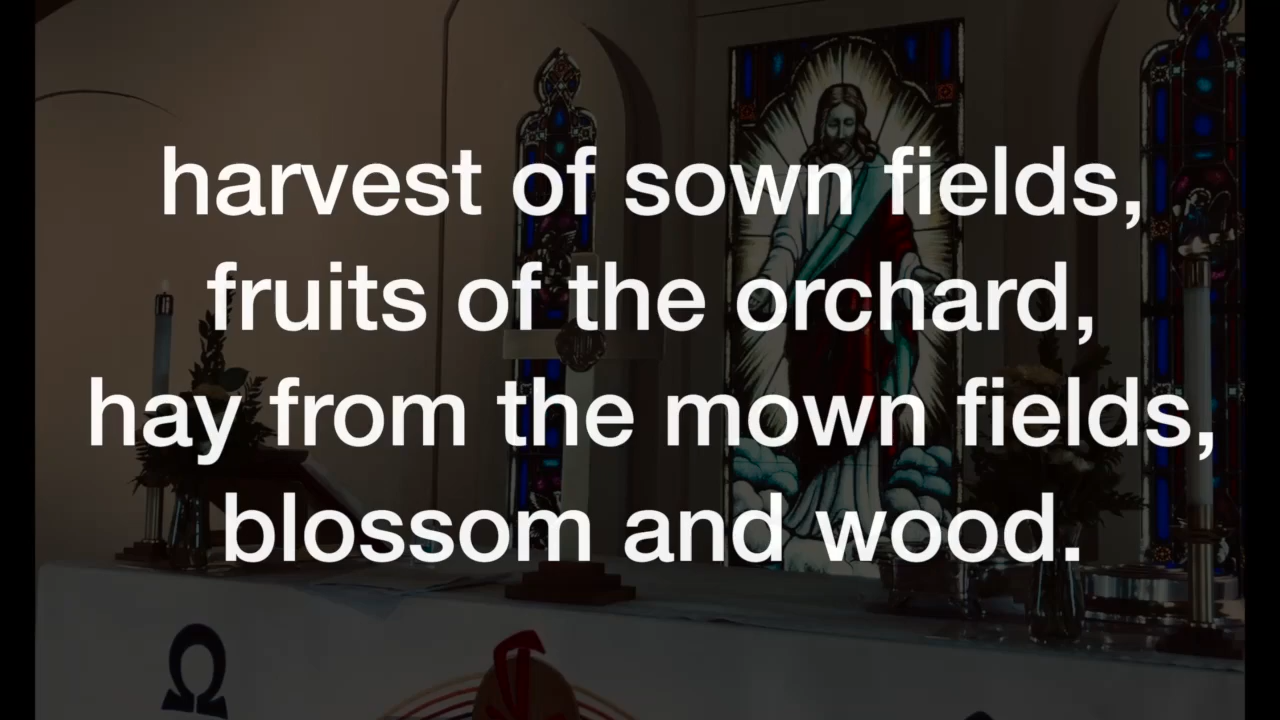 harvest of sown fields,
fruits of the orchard,
hay from the mown fields,
blossom and wood.
Ω